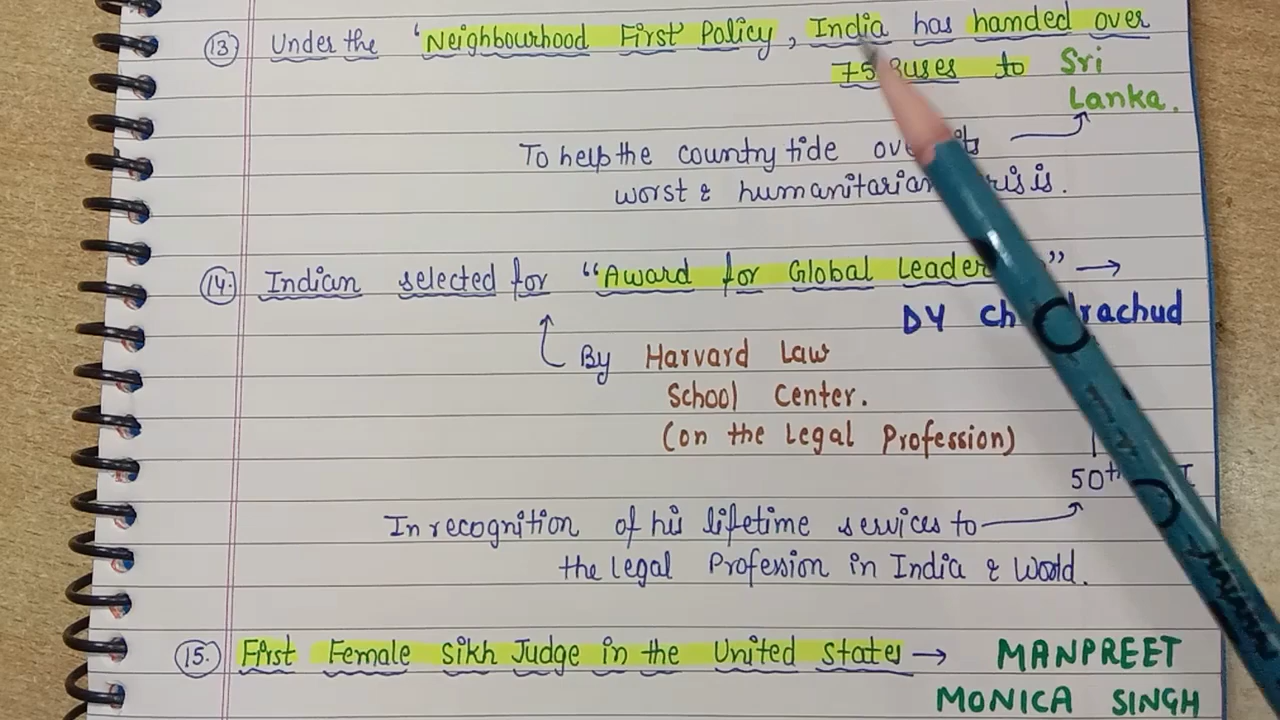 13) Under the 'Neighbourhood First' Policy, India has handed over
75 Buses to Sri
Lanka.
To help the country tide
worst & humanitarian
14. Indian selected for "Award for Global Leader
DY
By Harvard Law
School Center.
(on the Legal Profession)
50th
In recognition of his lifetime services to
the Legal Profession in India & World.
15. First Female Sikh Judge in the United States → MANPREET
MONICA SINGH